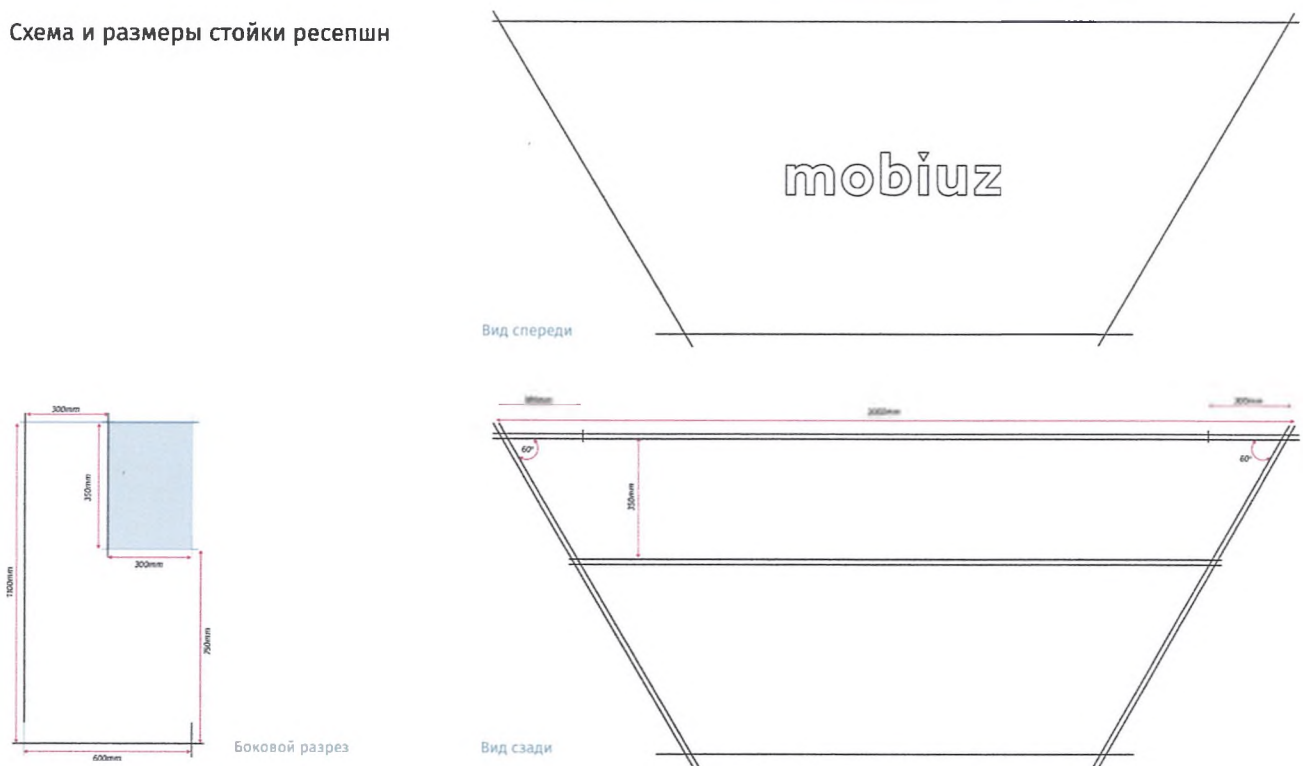 Схема и размеры стойки ресепшн
mobiuz
Вид спереди
300mm
350mm
300mm
1100mm
750mm
600mm
Боковой разрез
300mm
60°
60°
350mm
Вид сзади